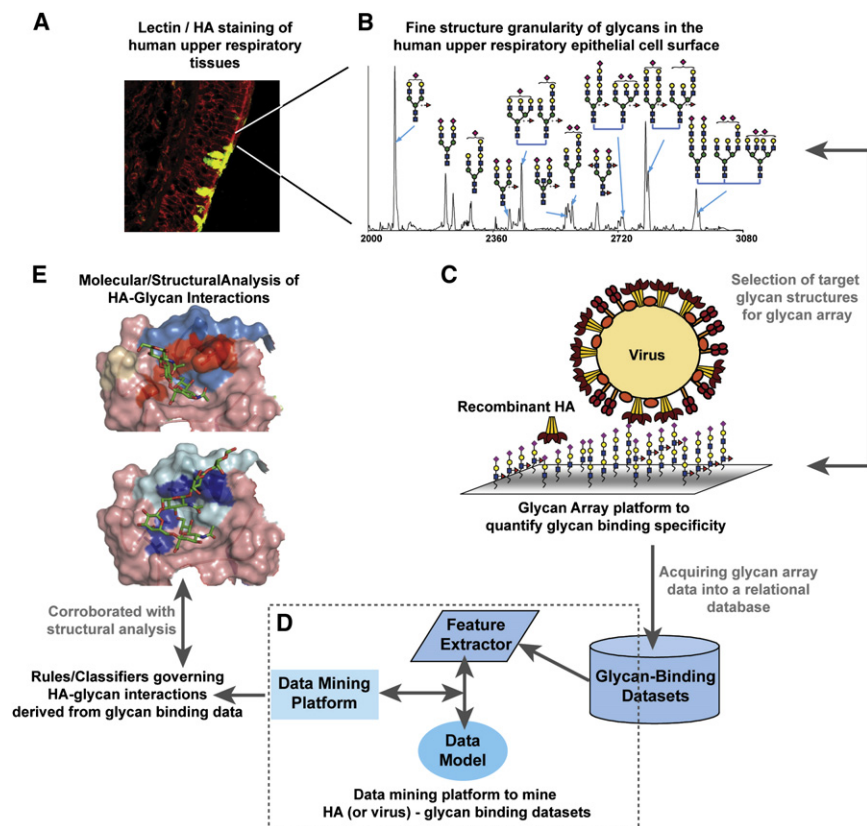 A
Lectin / HA staining of
human upper respiratory
tissues
B
Fine structure granularity of glycans in the
human upper respiratory epithelial cell surface
2000
2360
2720
3080
E
Molecular/StructuralAnalysis of
HA-Glycan Interactions
C
Selection of target
glycan structures
for glycan array
Virus
Recombinant HA
Glycan Array platform to
quantify glycan binding specificity
Acquiring glycan array
data into a relational
database
Corroborated with
structural analysis
D
Feature
Extractor
Glycan-Binding
Datasets
Rules/Classifiers governing
HA-glycan interactions
derived from glycan binding data
Data Mining
Platform
Data
Model
Data mining platform to mine
HA (or virus) - glycan binding datasets